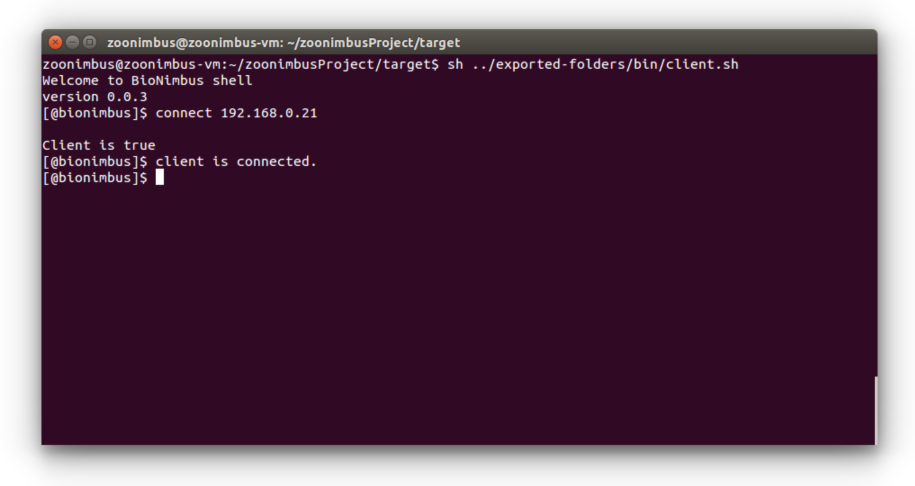 zoonimbus@zoonimbus-vm: ~/zoonimbusProject/target
zoonimbus@zoonimbus-vm:~/zoonimbusProject/target$ sh ../exported-folders/bin/client.sh
Welcome to BioNimbus shell
version 0.0.3
[@bionimbus]$ connect 192.168.0.21
Client is true
[@bionimbus]$ client is connected.
[@bionimbus]$